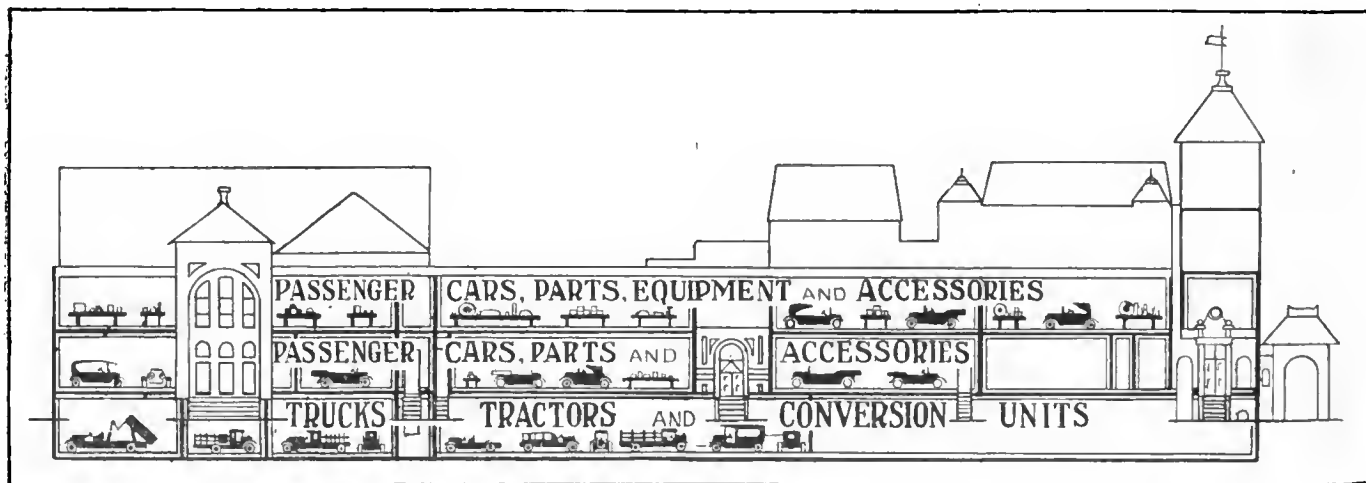 PASSENGER CARS, PARTS, EQUIPMENT AND ACCESSORIES
PASSENGER CARS, PARTS AND ACCESSORIES
TRUCKS TRACTORS AND CONVERSION UNITS